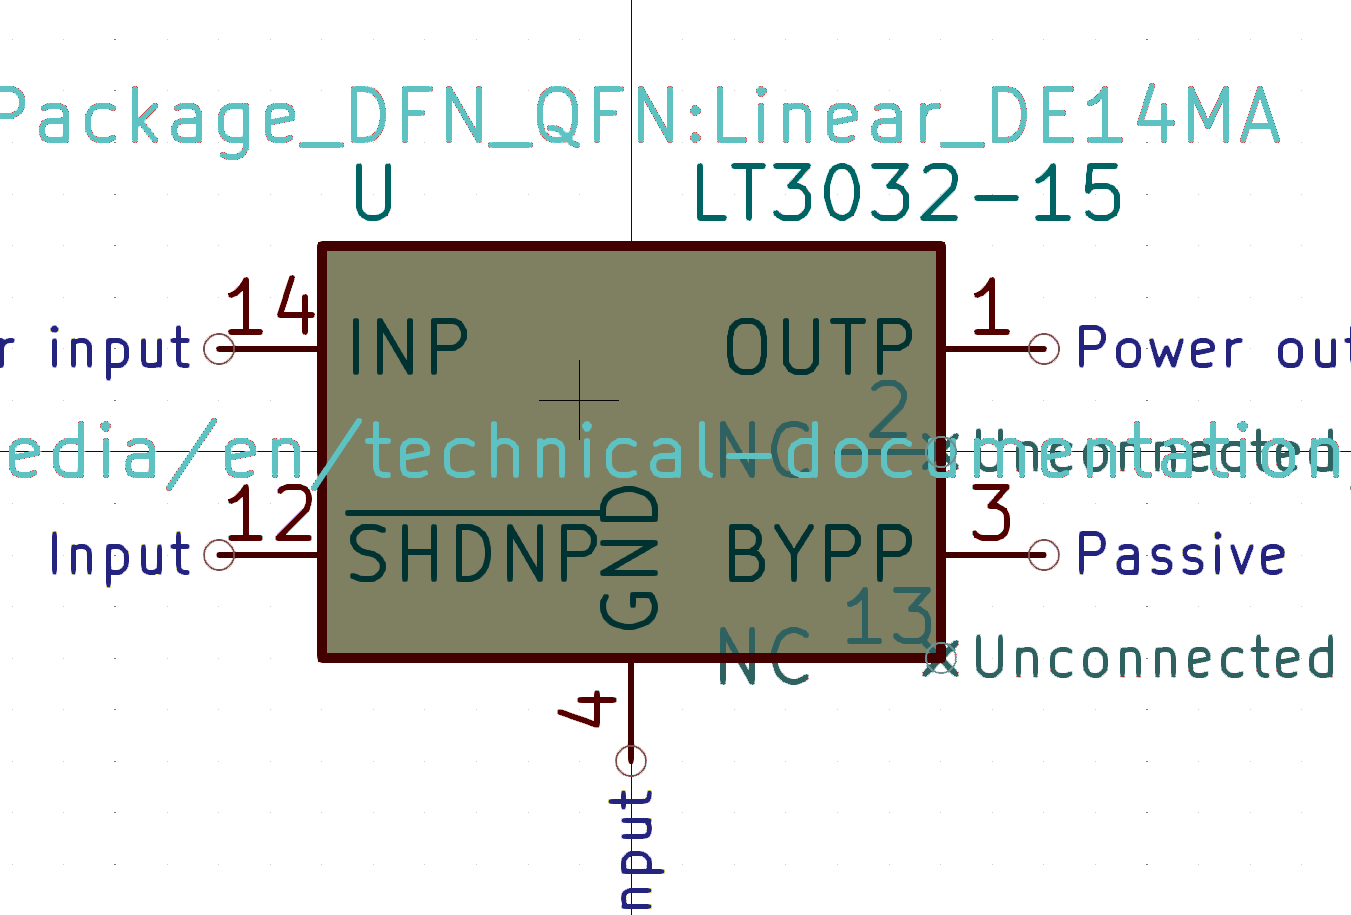 Package_DFN_QFN:Linear_DE14MA
U LT3032-15
14 1
r input INP OUTP Power out
2
edia/en/technical-documentation
NC Unconnected
12 3
Input SHDNP GND BYPP Passive
13
NC Unconnected
4
nput